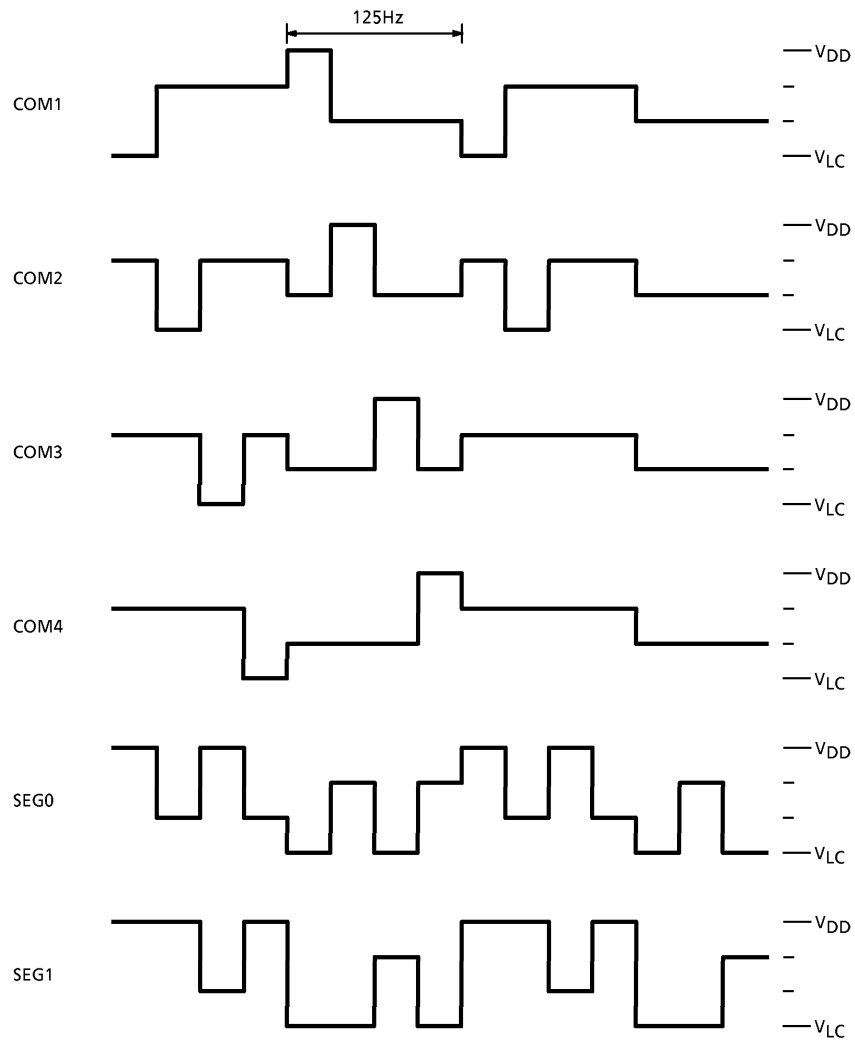 125Hz
VDD
COM1
VLC
VDD
COM2
VLC
VDD
COM3
VLC
VDD
COM4
VLC
VDD
SEG0
VLC
VDD
SEG1
VLC